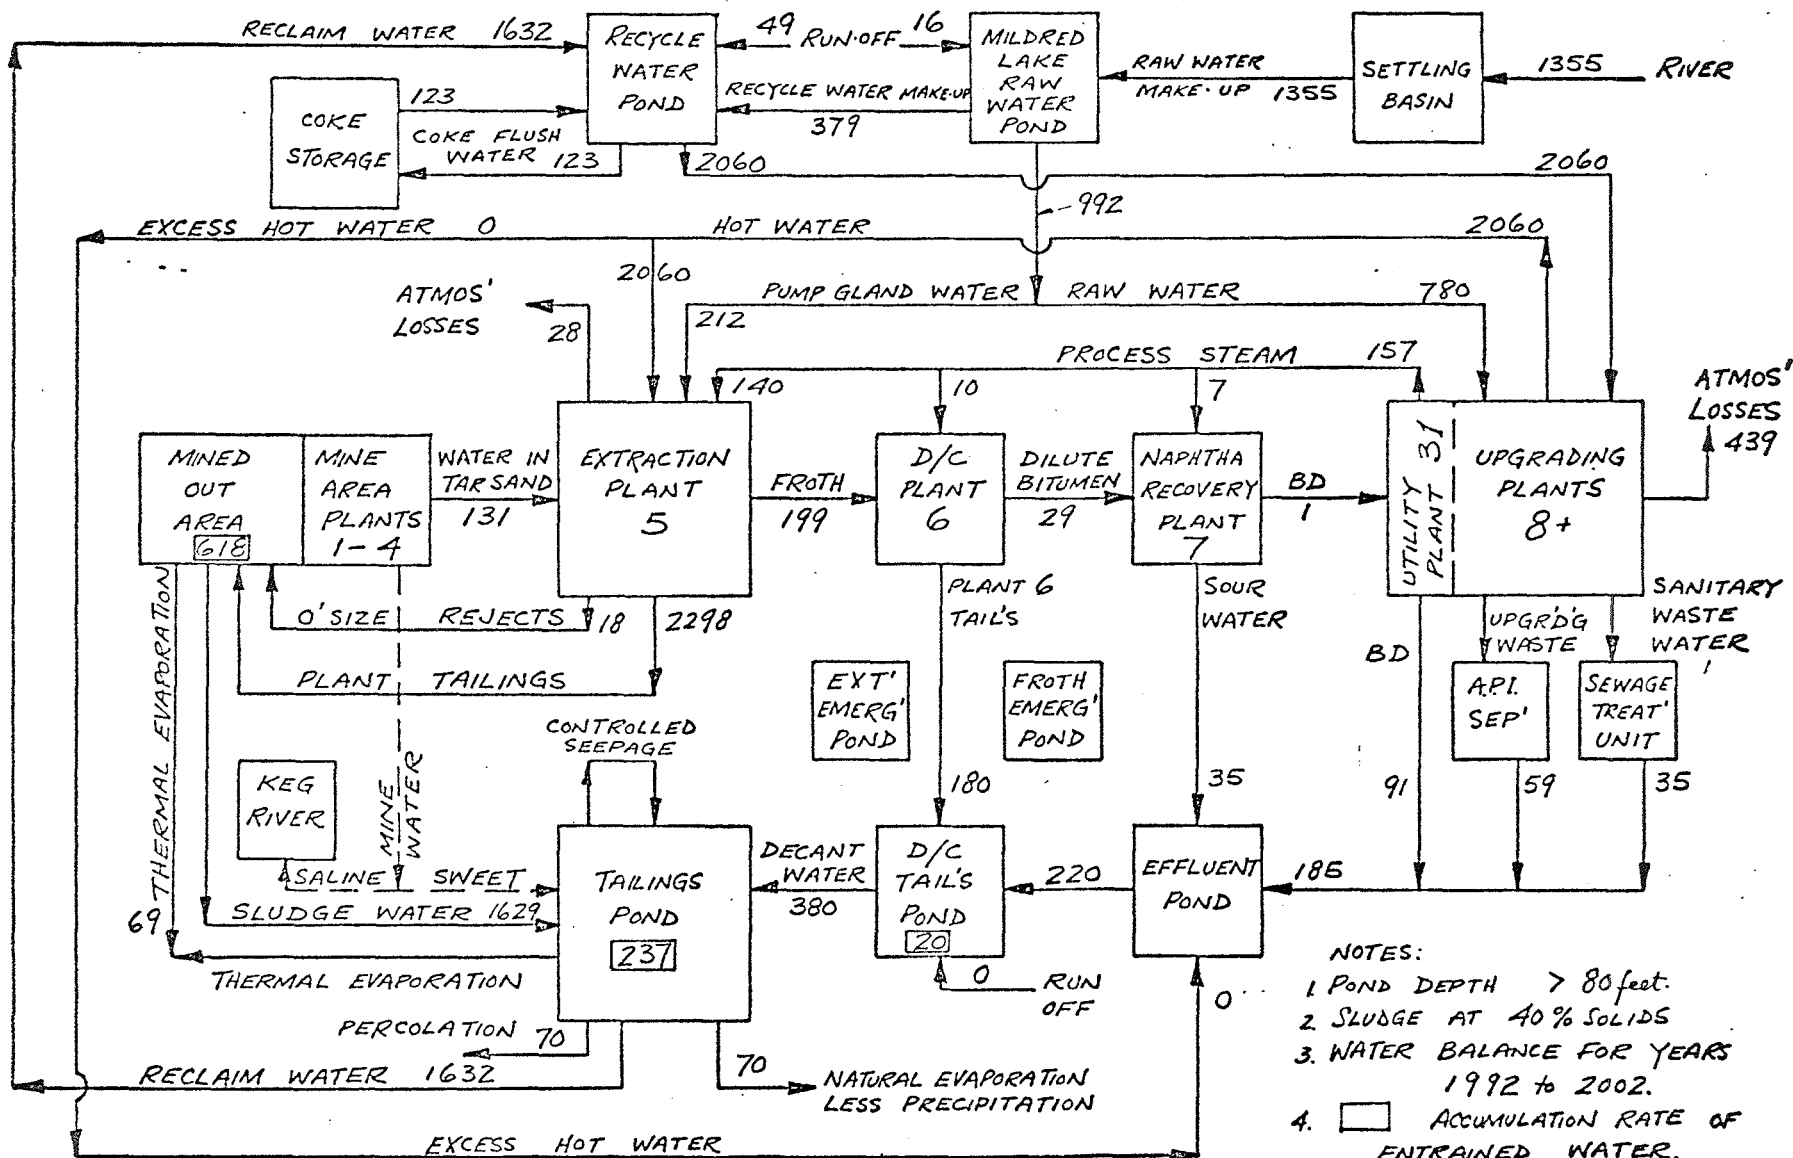 RECLAIM WATER 1632
RECYCLE
WATER
POND
49 RUN-OFF 16
MILDRED
LAKE
RAW
WATER
POND
RAW WATER
MAKE-UP 1355
SETTLING
BASIN
1355 RIVER
COKE
STORAGE
123
COKE FLUSH
WATER 123
RECYCLE WATER MAKE-UP
379
2060
2060
992
EXCESS HOT WATER 0
HOT WATER
2060
2060
ATMOS'
LOSSES
28
PUMP GLAND WATER
212
RAW WATER
780
PROCESS STEAM 157
140
10
7
ATMOS'
LOSSES
439
MINED
OUT
AREA
618
MINE
AREA
PLANTS
1-4
WATER IN
TAR SAND
131
EXTRACTION
PLANT
5
FROTH
199
D/C
PLANT
6
DILUTE
BITUMEN
29
NAPHTHA
RECOVERY
PLANT
7
BD
1
UTILITY
PLANT 31
UPGRADING
PLANTS
8+
O'SIZE REJECTS 18
2298
PLANT TAILINGS
PLANT 6
TAIL'S
SOUR
WATER
BD
UPGR'D'G
WASTE
SANITARY
WASTE
WATER
THERMAL EVAPORATION
CONTROLLED
SEEPAGE
EXT'
EMERG'
POND
FROTH
EMERG'
POND
A.P.I.
SEP'
SEWAGE
TREAT'
UNIT
KEG
RIVER
MINE
WATER
180
35
91
59
35
SALINE SWEET
SLUDGE WATER 1629
69
THERMAL EVAPORATION
TAILINGS
POND
237
DECANT
WATER
380
D/C
TAIL'S
POND
20
220
EFFLUENT
POND
185
0
RUN
OFF
0
PERCOLATION 70
RECLAIM WATER 1632
70
NATURAL EVAPORATION
LESS PRECIPITATION
EXCESS HOT WATER
NOTES:
1 POND DEPTH > 80 feet.
2 SLUDGE AT 40% SOLIDS
3. WATER BALANCE FOR YEARS
1992 to 2002.
4. ACCUMULATION RATE OF
ENTRAINED WATER.